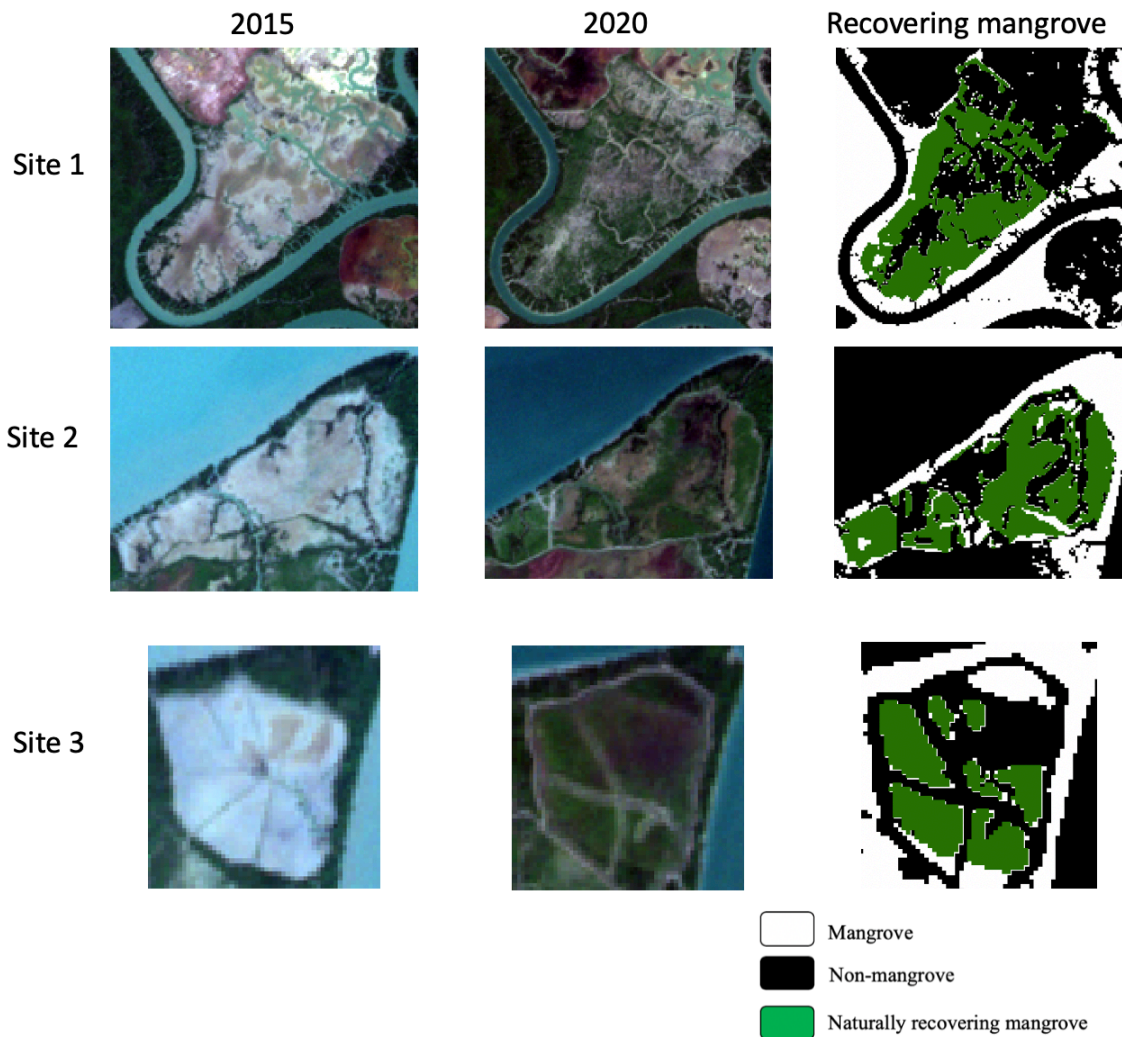 2015
2020
Recovering mangrove
Site 1
Site 2
Site 3
Mangrove
Non-mangrove
Naturally recovering mangrove